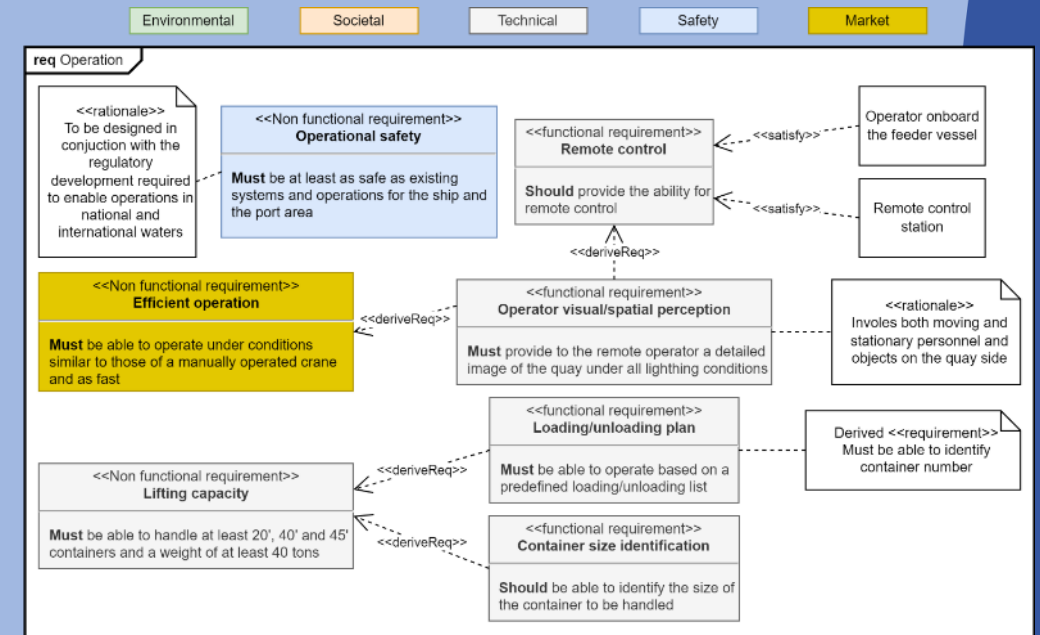 Environmental
Societal
Technical
Safety
Market
req Operation
<<rationale>>
To be designed in
conjuction with the
regulatory
development required
to enable operations in
national and
international waters
<<Non functional requirement>>
Operational safety
Must be at least as safe as existing
systems and operations for the ship and
the port area
<<functional requirement>>
Remote control
Should provide the ability for
remote control
<<satisfy>>
Operator onboard
the feeder vessel
<<satisfy>>
Remote control
station
<<deriveReq>>
<<Non functional requirement>>
Efficient operation
Must be able to operate under conditions
similar to those of a manually operated crane
and as fast
<<deriveReq>>
<<functional requirement>>
Operator visual/spatial perception
Must provide to the remote operator a detailed
image of the quay under all lighthing conditions
<<rationale>>
Involes both moving and
stationary personnel and
objects on the quay side
<<functional requirement>>
Loading/unloading plan
Must be able to operate based on a
predefined loading/unloading list
Derived <<requirement>>
Must be able to identify
container number
<<deriveReq>>
<<Non functional requirement>>
Lifting capacity
Must be able to handle at least 20', 40' and 45'
containers and a weight of at least 40 tons
<<deriveReq>>
<<functional requirement>>
Container size identification
Should be able to identify the size of
the container to be handled